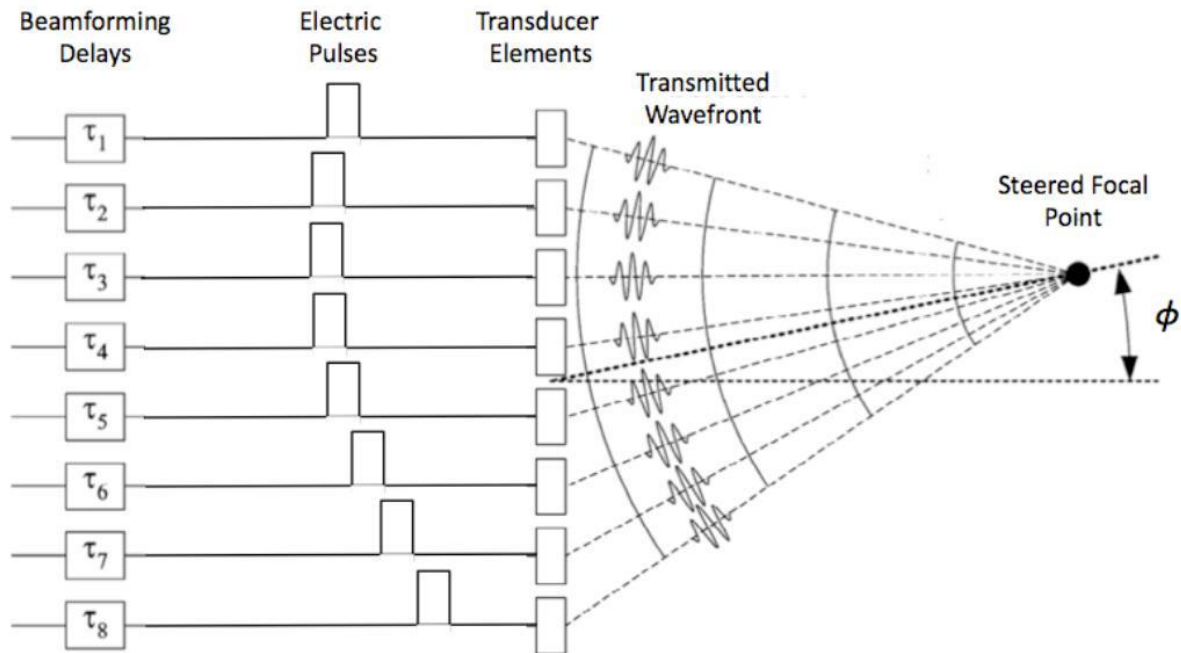 Beamforming
Delays
Electric
Pulses
Transducer
Elements
Transmitted
Wavefront
Steered Focal
Point
τ1
τ2
τ3
τ4
τ5
τ6
τ7
τ8
ϕ